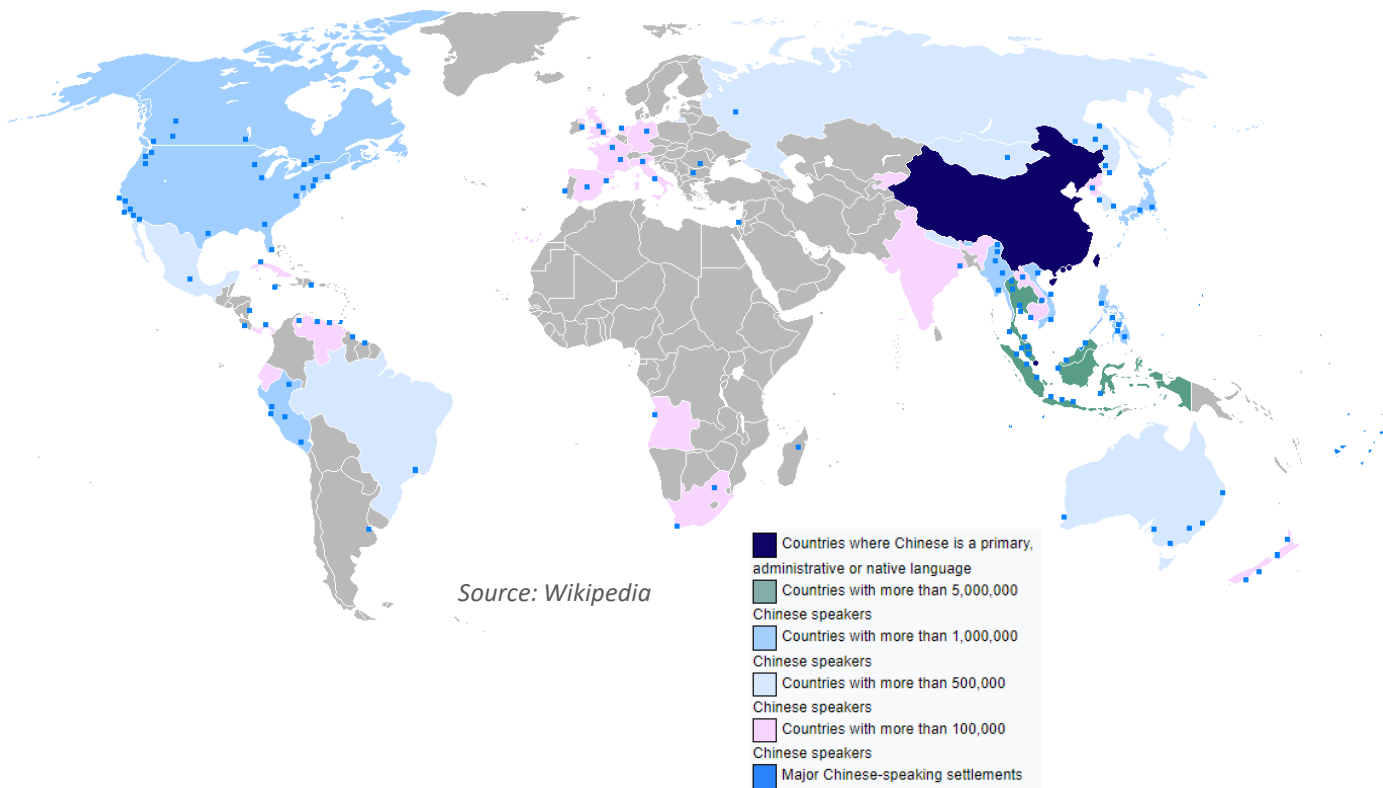 Source: Wikipedia
Countries where Chinese is a primary,
administrative or native language
Countries with more than 5,000,000
Chinese speakers
Countries with more than 1,000,000
Chinese speakers
Countries with more than 500,000
Chinese speakers
Countries with more than 100,000
Chinese speakers
Major Chinese-speaking settlements